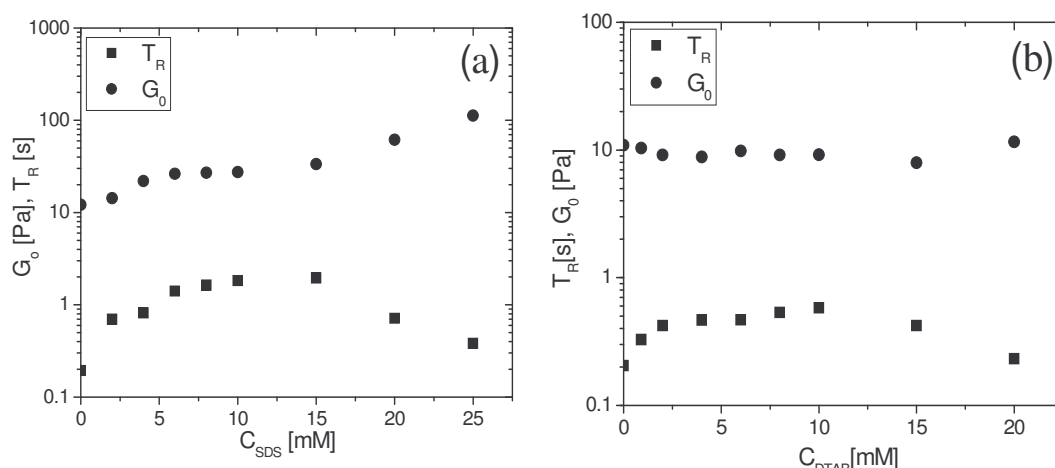 (a)
T_R
G_0
1000
100
10
1
0.1
G_o [Pa], T_R [s]
0 5 10 15 20 25
C_SDS [mM]
(b)
T_R
G_0
100
10
1
0.1
T_R[s], G_0 [Pa]
0 5 10 15 20
C_DTAB[mM]